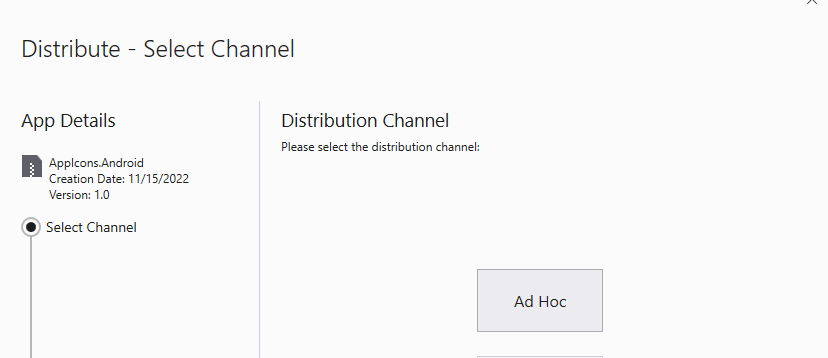 Distribute - Select Channel
App Details
AppIcons.Android
Creation Date: 11/15/2022
Version: 1.0
Select Channel
Distribution Channel
Please select the distribution channel:
Ad Hoc